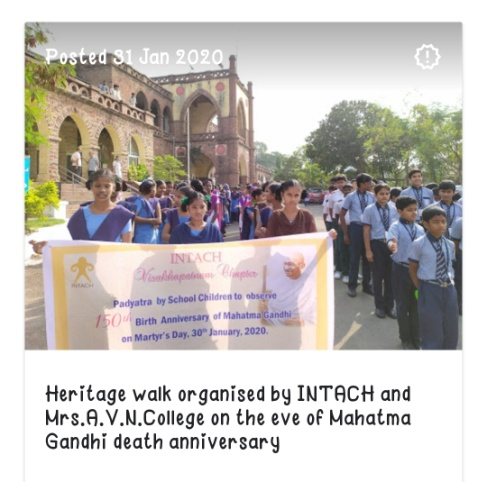 Posted 31 Jan 2020
INTACH
Visakhapatnam Chapter
INTACH
Padyatra by School Children to observe
150th Birth Anniversary of Mahatma Gandhi
on Martyr's Day, 30th January, 2020.
Heritage walk organised by INTACH and
Mrs.A.V.N.College on the eve of Mahatma
Gandhi death anniversary